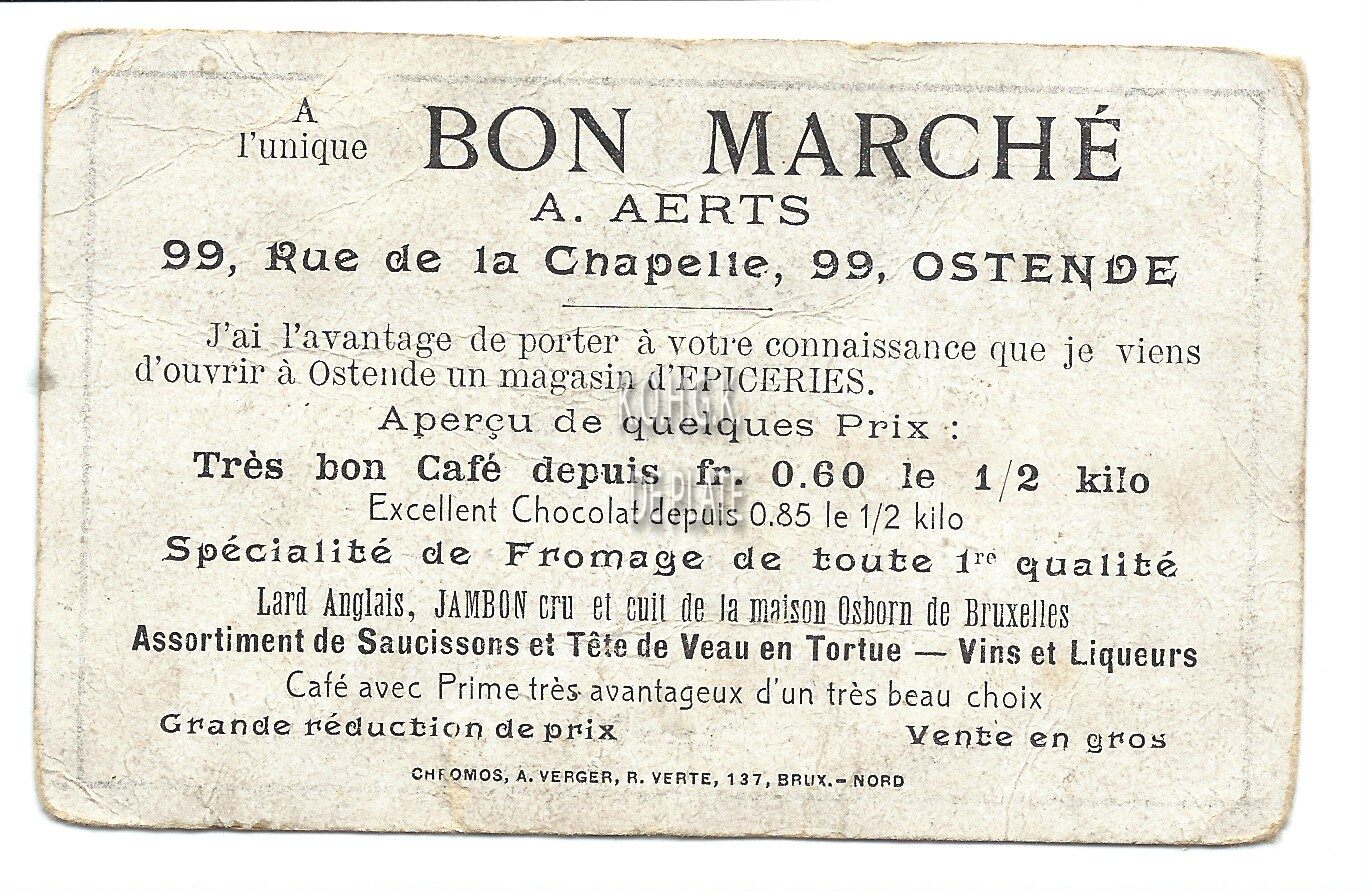 A
l'unique BON MARCHÉ
A. AERTS
99, Rue de la Chapelle, 99, OSTENDE
J'ai l'avantage de porter à votre connaissance que je viens
d'ouvrir à Ostende un magasin d'EPICERIES.
Aperçu de quelques Prix :
Très bon Café depuis fr. 0.60 le 1/2 kilo
Excellent Chocolat depuis 0.85 le 1/2 kilo
Spécialité de Fromage de toute 1re qualité
Lard Anglais, JAMBON cru et cuit de la maison Osborn de Bruxelles
Assortiment de Saucissons et Tête de Veau en Tortue — Vins et Liqueurs
Café avec Prime très avantageux d'un très beau choix
Grande réduction de prix Vente en gros
CHROMOS, A. VERGER, R. VERTE, 137, BRUX.-NORD
KOHGK
DE PLATE